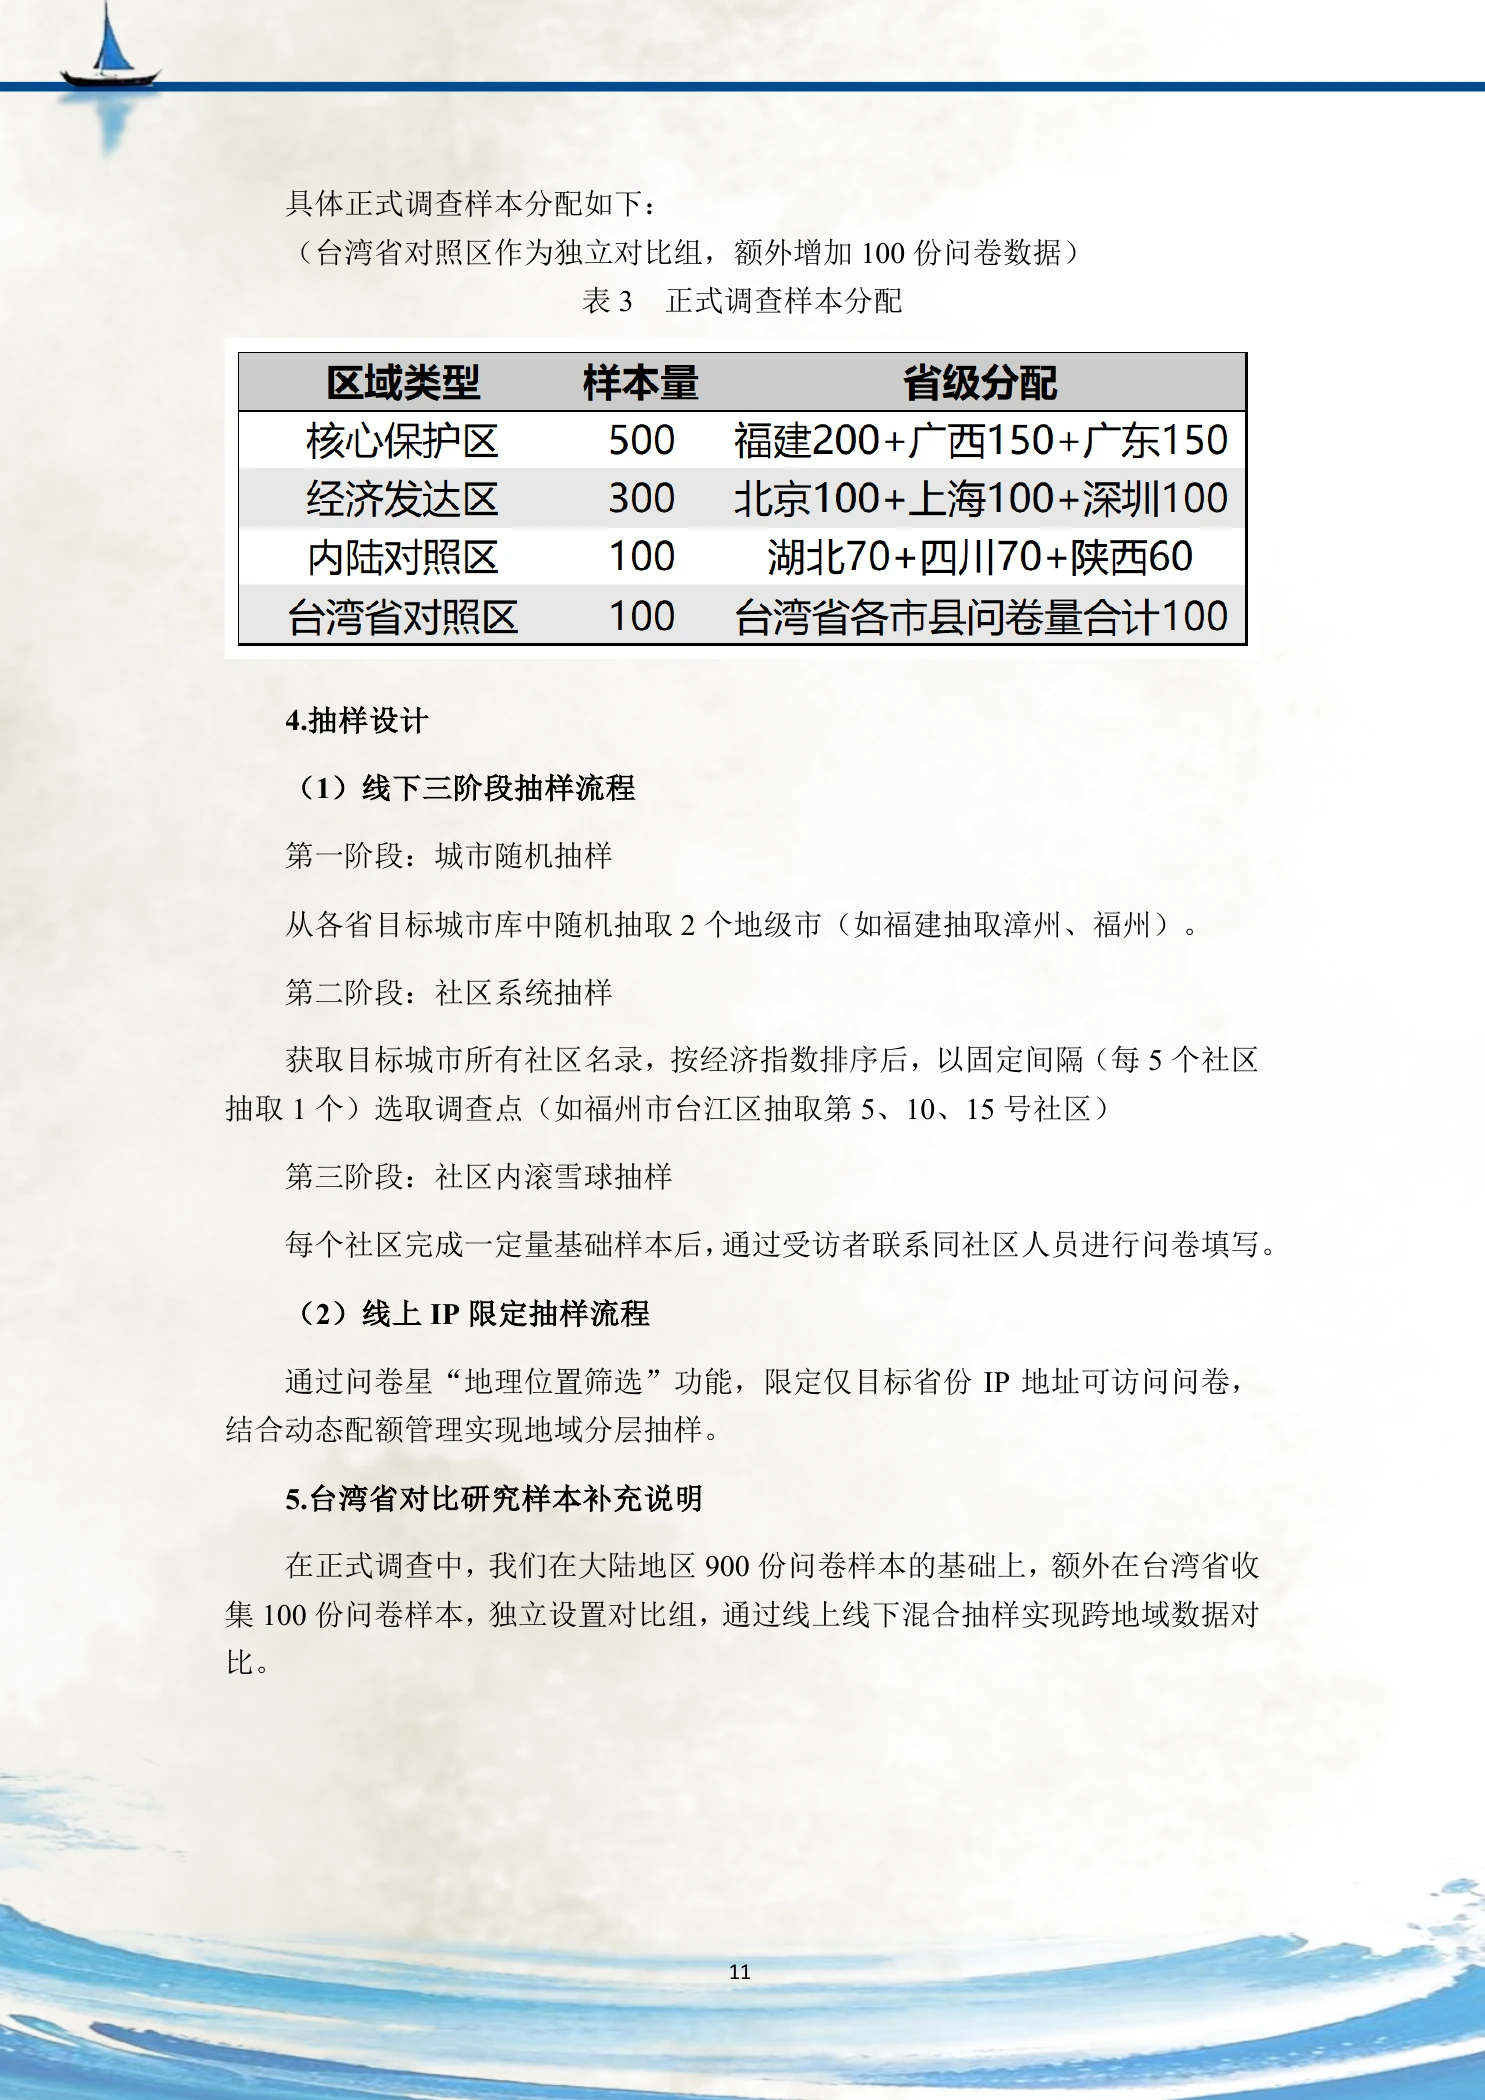 具体正式调查样本分配如下：
（台湾省对照区作为独立对比组，额外增加 100 份问卷数据）
表 3 正式调查样本分配
区域类型 样本量 省级分配
核心保护区 500 福建200+广西150+广东150
经济发达区 300 北京100+上海100+深圳100
内陆对照区 100 湖北70+四川70+陕西60
台湾省对照区 100 台湾省各市县问卷量合计100
4.抽样设计
（1）线下三阶段抽样流程
第一阶段：城市随机抽样
从各省目标城市库中随机抽取 2 个地级市（如福建抽取漳州、福州）。
第二阶段：社区系统抽样
获取目标城市所有社区名录，按经济指数排序后，以固定间隔（每 5 个社区
抽取 1 个）选取调查点（如福州市台江区抽取第 5、10、15 号社区）
第三阶段：社区内滚雪球抽样
每个社区完成一定量基础样本后，通过受访者联系同社区人员进行问卷填写。
（2）线上 IP 限定抽样流程
通过问卷星“地理位置筛选”功能，限定仅目标省份 IP 地址可访问问卷，
结合动态配额管理实现地域分层抽样。
5.台湾省对比研究样本补充说明
在正式调查中，我们在大陆地区 900 份问卷样本的基础上，额外在台湾省收
集 100 份问卷样本，独立设置对比组，通过线上线下混合抽样实现跨地域数据对
比。
11